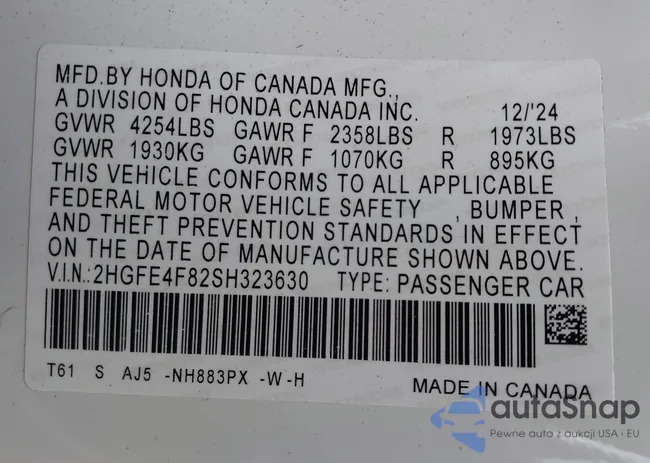 MFD.BY HONDA OF CANADA MFG.,
A DIVISION OF HONDA CANADA INC. 12/'24
GVWR 4254LBS GAWR F 2358LBS R 1973LBS
GVWR 1930KG GAWR F 1070KG R 895KG
THIS VEHICLE CONFORMS TO ALL APPLICABLE
FEDERAL MOTOR VEHICLE SAFETY , BUMPER ,
AND THEFT PREVENTION STANDARDS IN EFFECT
ON THE DATE OF MANUFACTURE SHOWN ABOVE.
V.I.N.:2HGFE4F82SH323630 TYPE: PASSENGER CAR
T61 S AJ5 -NH883PX -W -H MADE IN CANADA
autaSnap
Pewne auta z aukcji USA i EU